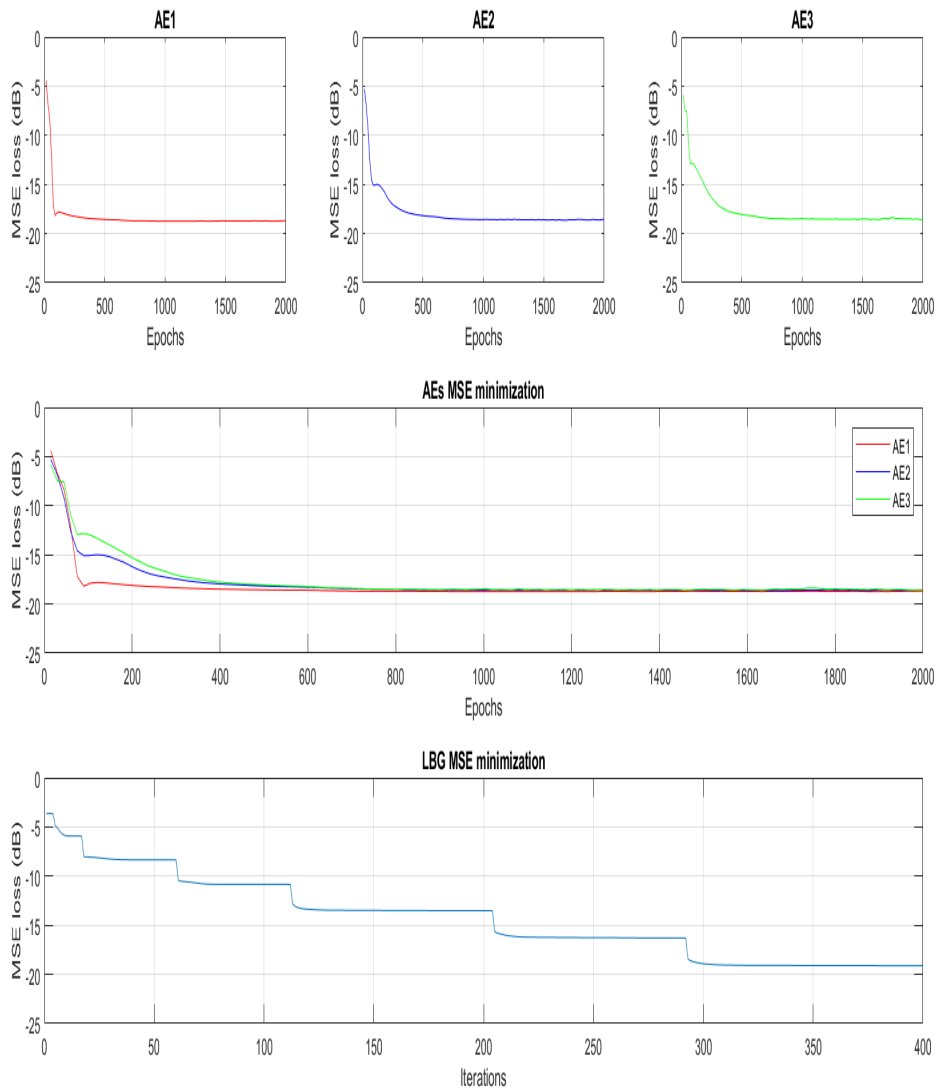 AE1
0
-5
-10
-15
-20
-25
MSE loss (dB)
0 500 1000 1500 2000
Epochs
AE2
0
-5
-10
-15
-20
-25
MSE loss (dB)
0 500 1000 1500 2000
Epochs
AE3
0
-5
-10
-15
-20
-25
MSE loss (dB)
0 500 1000 1500 2000
Epochs
AEs MSE minimization
0
-5
-10
-15
-20
-25
MSE loss (dB)
AE1
AE2
AE3
0 200 400 600 800 1000 1200 1400 1600 1800 2000
Epochs
LBG MSE minimization
0
-5
-10
-15
-20
-25
MSE loss (dB)
0 50 100 150 200 250 300 350 400
Iterations